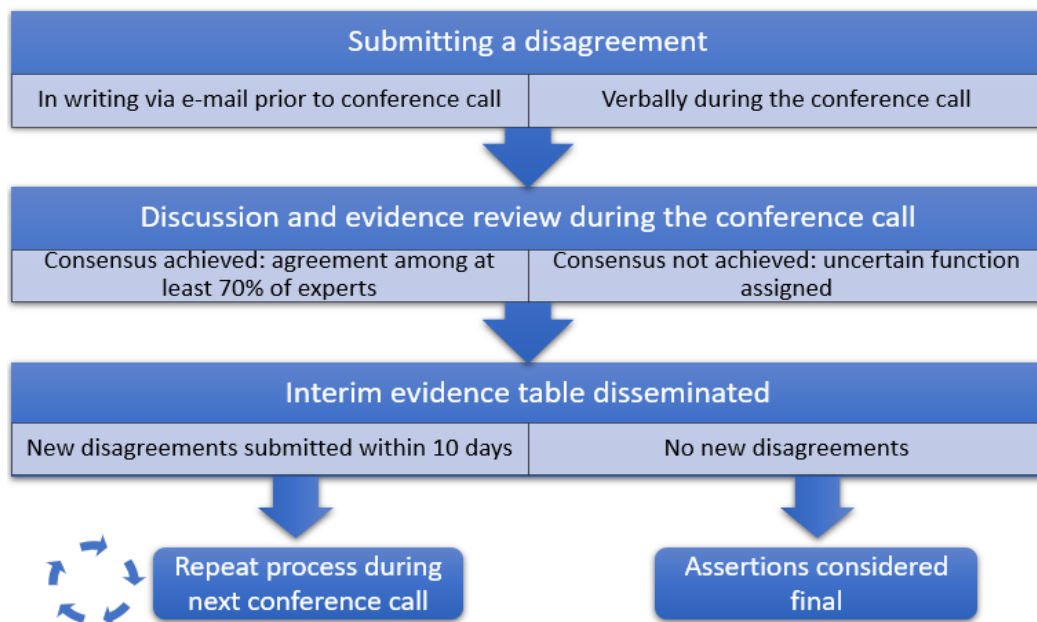 Submitting a disagreement
In writing via e-mail prior to conference call
Verbally during the conference call
Discussion and evidence review during the conference call
Consensus achieved: agreement among at
least 70% of experts
Consensus not achieved: uncertain function
assigned
Interim evidence table disseminated
New disagreements submitted within 10 days
No new disagreements
Repeat process during
next conference call
Assertions considered
final